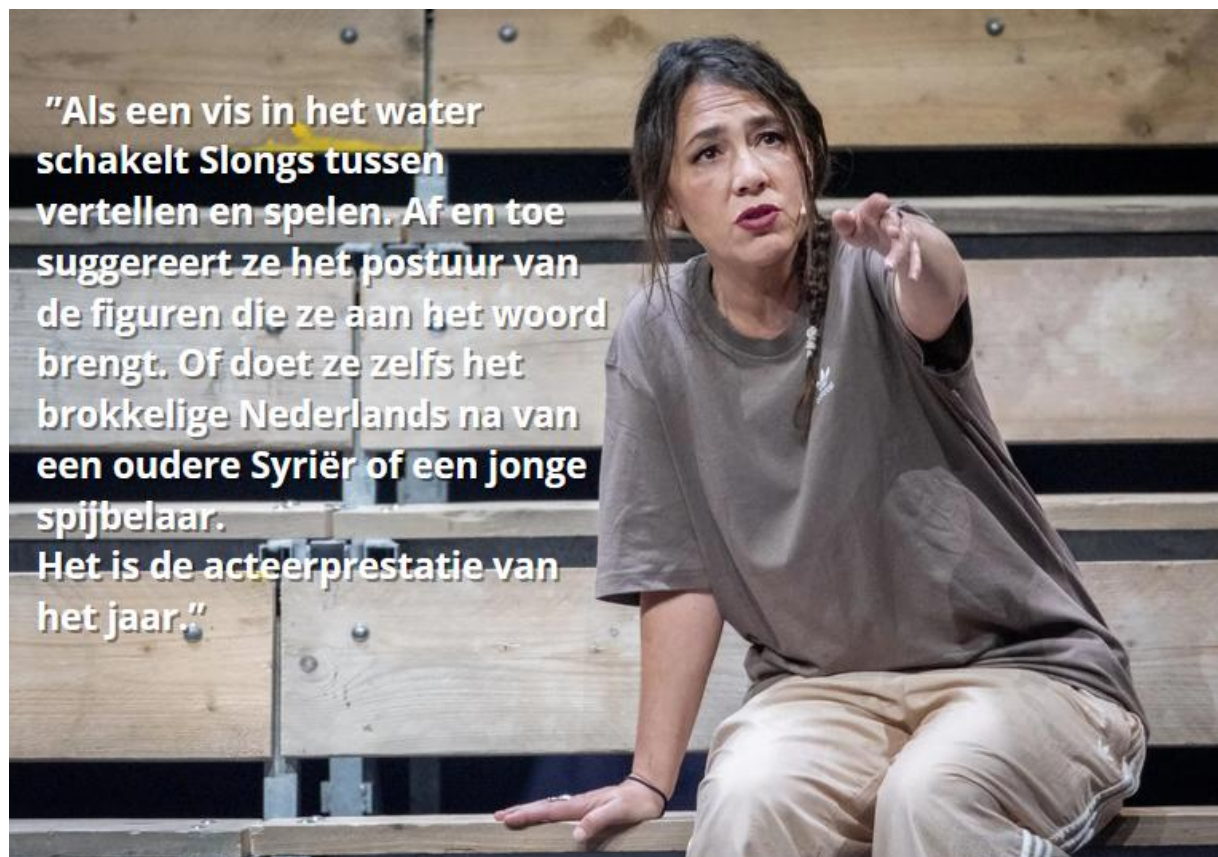 ”Als een vis in het water
schakelt Slongs tussen
vertellen en spelen. Af en toe
suggereert ze het postuur van
de figuren die ze aan het woord
brengt. Of doet ze zelfs het
brokkelige Nederlands na van
een oudere Syriër of een jonge
spijbelaar.
Het is de acteerprestatie van
het jaar.”